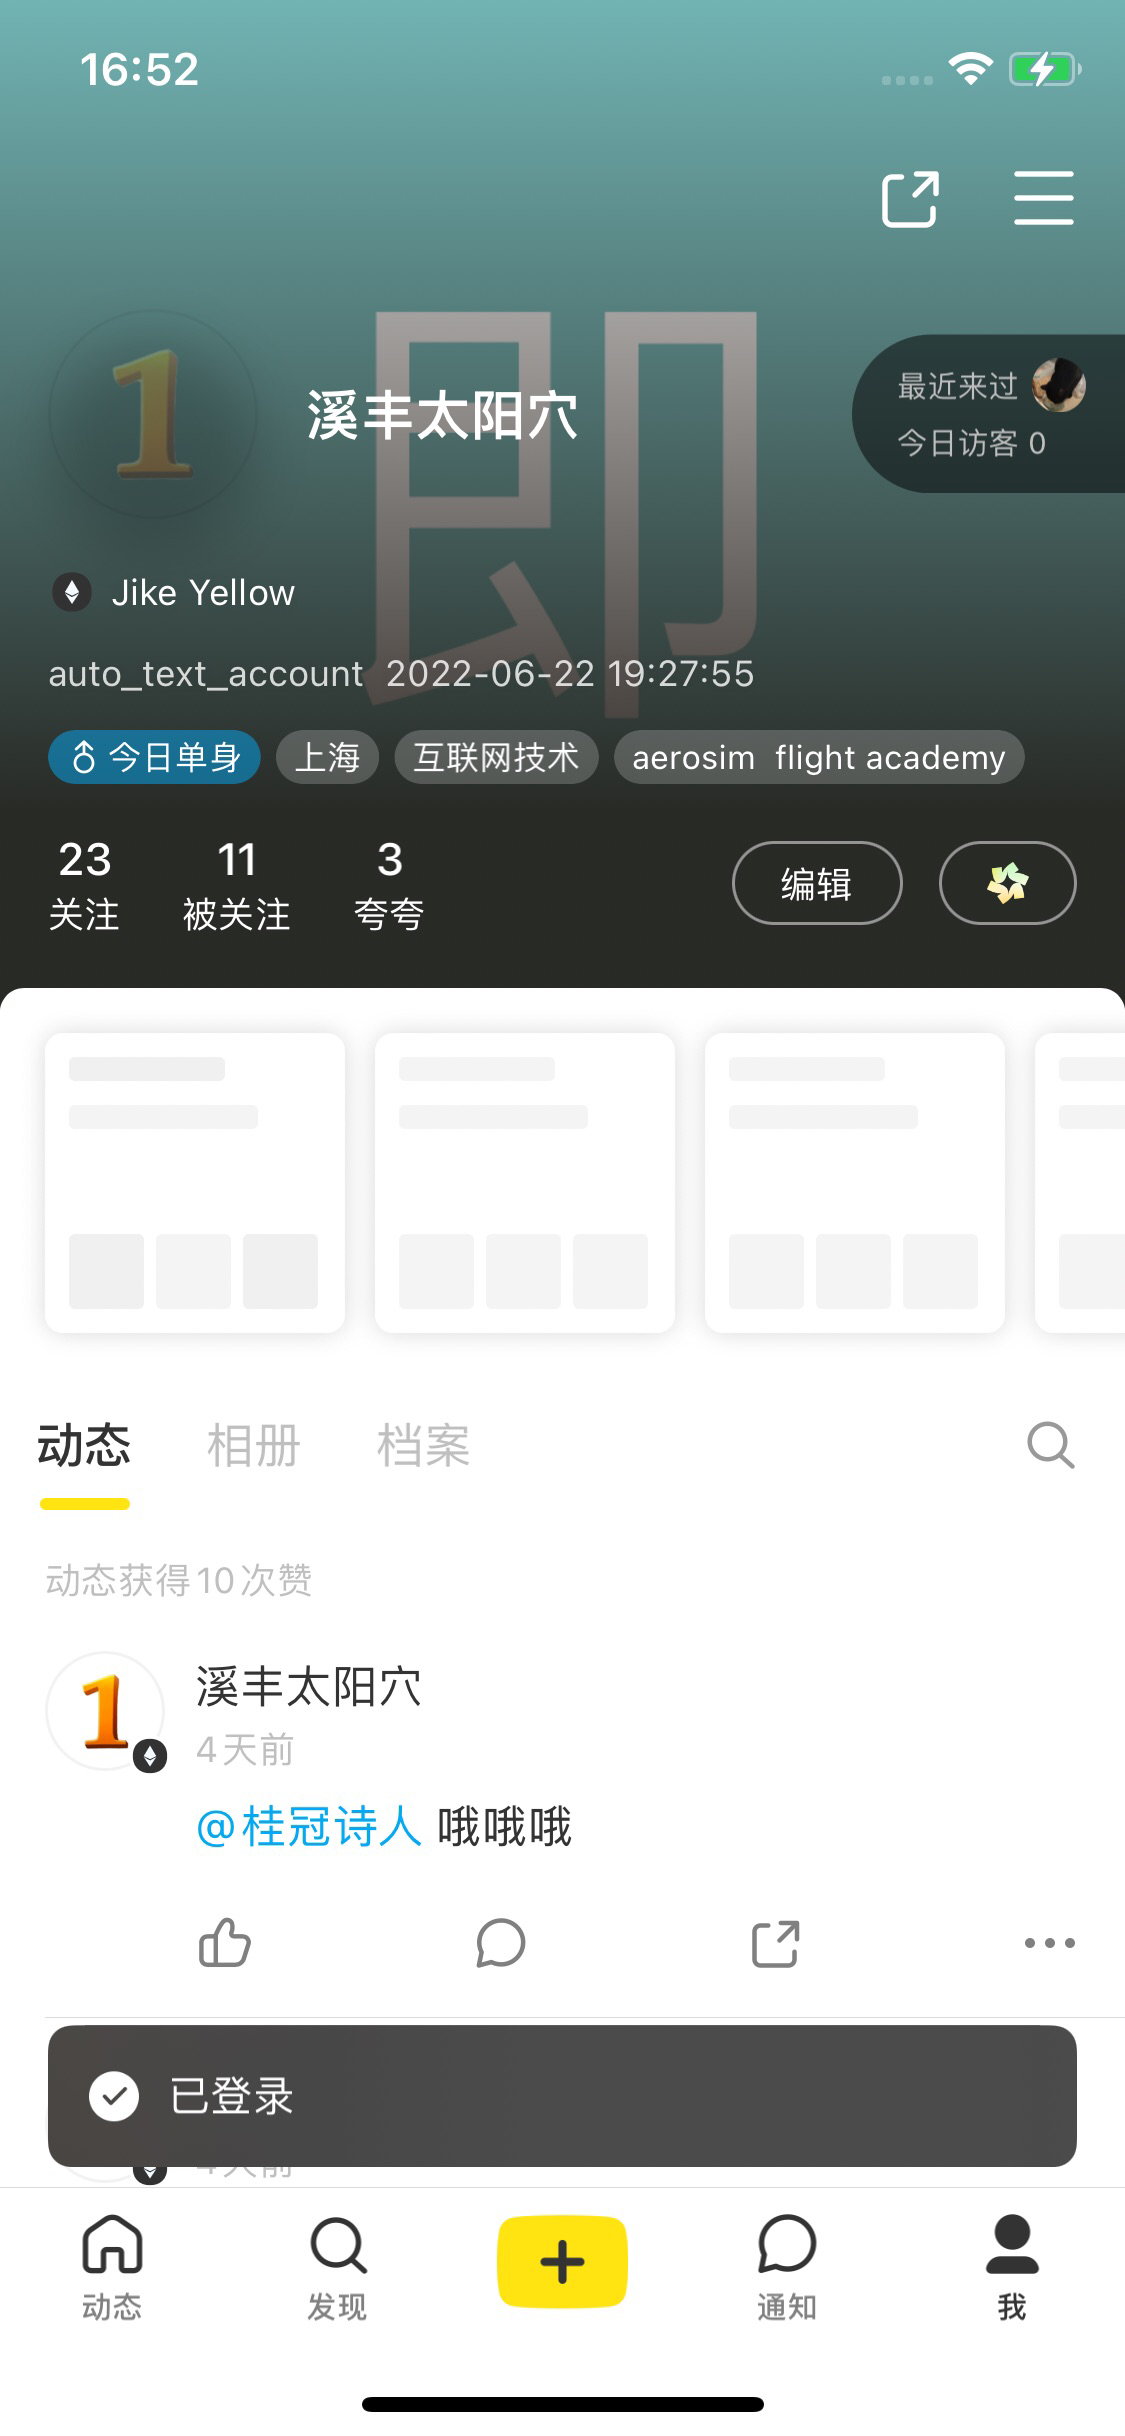 16:52
即
1
溪丰太阳穴
最近来过
今日访客 0
Jike Yellow
auto_text_account 2022-06-22 19:27:55
今日单身 上海 互联网技术 aerosim flight academy
23 11 3
关注 被关注 夸夸
编辑
动态 相册 档案
动态获得10次赞
1
溪丰太阳穴
4天前
@桂冠诗人 哦哦哦
已登录
4天前
动态 发现 通知 我